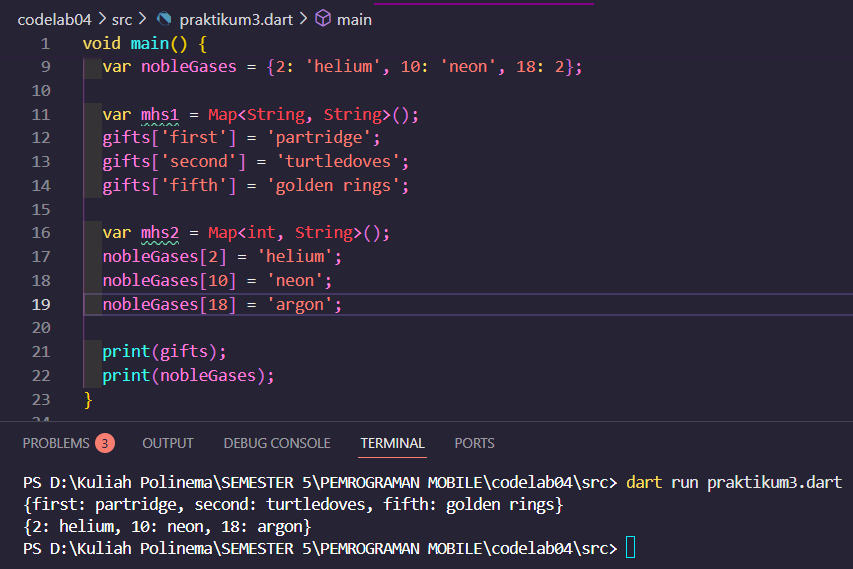 codelab04 > src > praktikum3.dart > main
1 void main() {
9 var nobleGases = {2: 'helium', 10: 'neon', 18: 2};
10
11 var mhs1 = Map<String, String>();
12 gifts['first'] = 'partridge';
13 gifts['second'] = 'turtledoves';
14 gifts['fifth'] = 'golden rings';
15
16 var mhs2 = Map<int, String>();
17 nobleGases[2] = 'helium';
18 nobleGases[10] = 'neon';
19 nobleGases[18] = 'argon';
20
21 print(gifts);
22 print(nobleGases);
23 }
24
PROBLEMS 3 OUTPUT DEBUG CONSOLE TERMINAL PORTS
PS D:\Kuliah Polinema\SEMESTER 5\PEMROGRAMAN MOBILE\codelab04\src> dart run praktikum3.dart
{first: partridge, second: turtledoves, fifth: golden rings}
{2: helium, 10: neon, 18: argon}
PS D:\Kuliah Polinema\SEMESTER 5\PEMROGRAMAN MOBILE\codelab04\src>